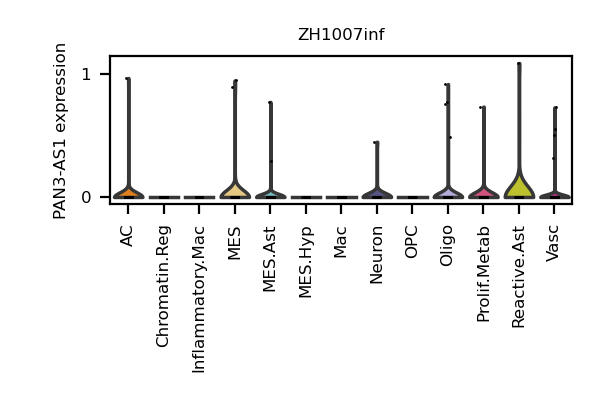 ZH1007inf
PAN3-AS1 expression
1
0
AC
Chromatin.Reg
Inflammatory.Mac
MES
MES.Ast
MES.Hyp
Mac
Neuron
OPC
Oligo
Prolif.Metab
Reactive.Ast
Vasc